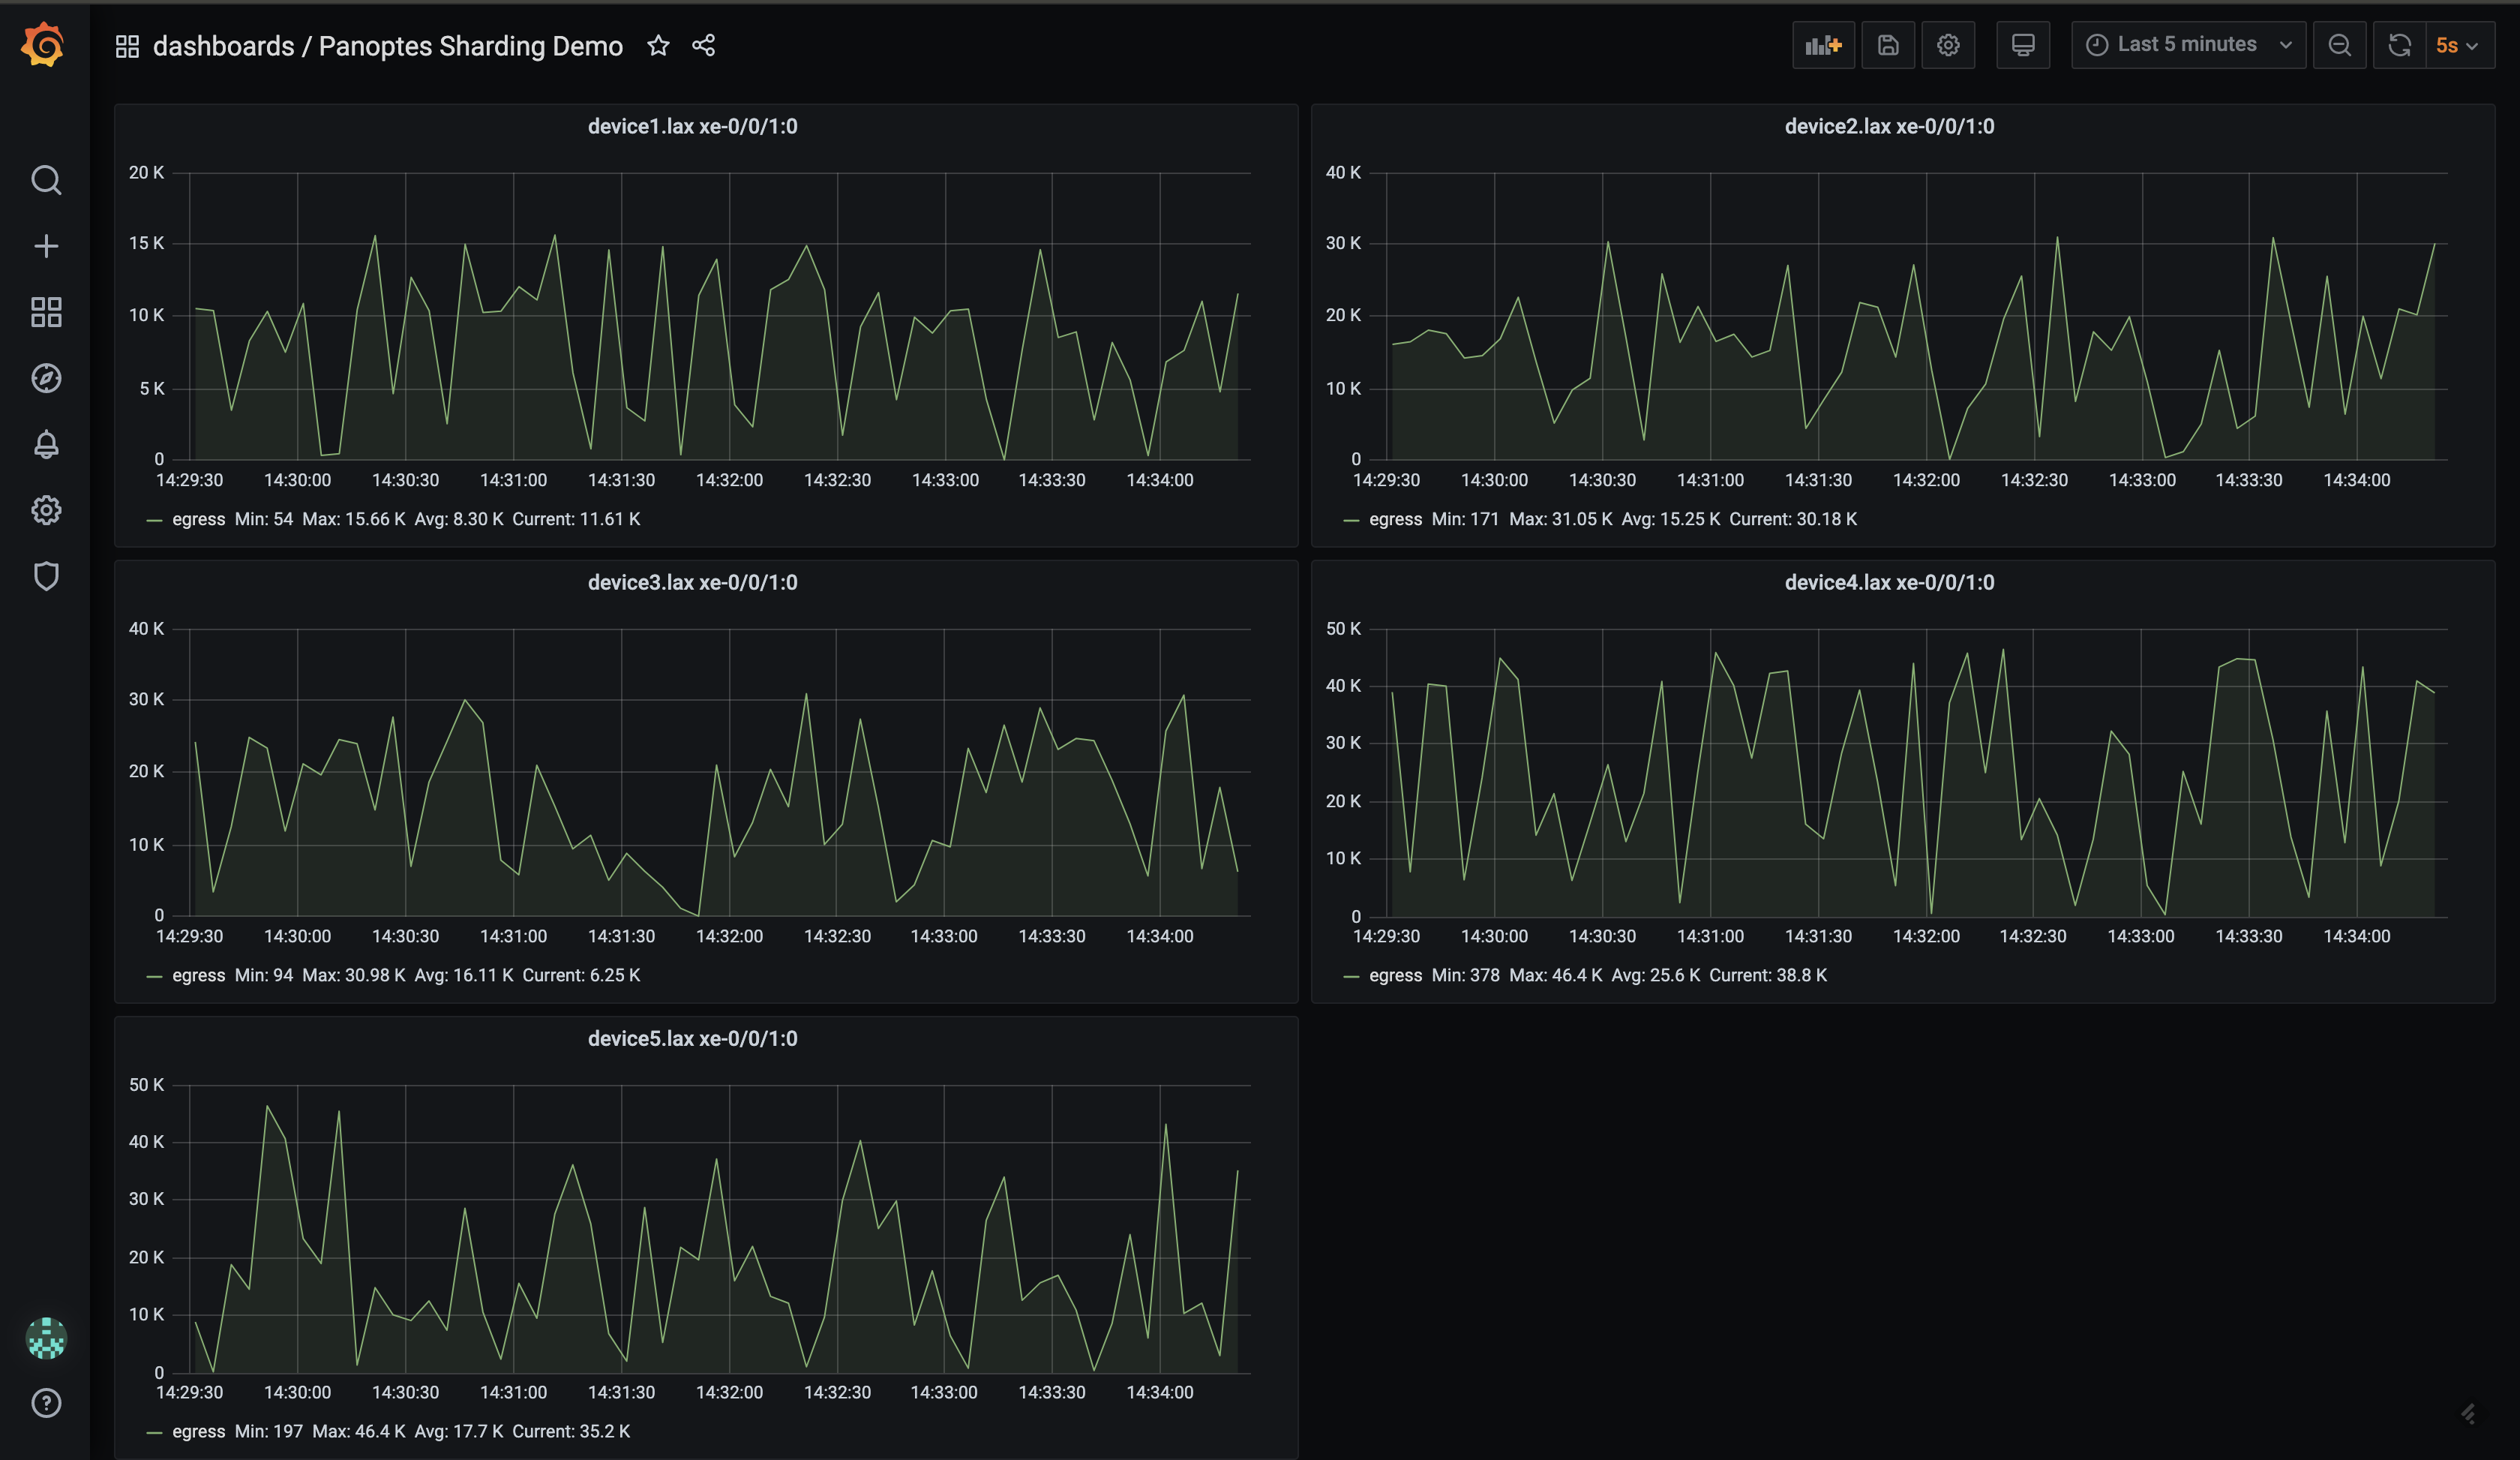 dashboards / Panoptes Sharding Demo
Last 5 minutes
5s
device1.lax xe-0/0/1:0
20 K
15 K
10 K
5 K
0
14:29:30 14:30:00 14:30:30 14:31:00 14:31:30 14:32:00 14:32:30 14:33:00 14:33:30 14:34:00
egress Min: 54 Max: 15.66 K Avg: 8.30 K Current: 11.61 K
device2.lax xe-0/0/1:0
40 K
30 K
20 K
10 K
0
14:29:30 14:30:00 14:30:30 14:31:00 14:31:30 14:32:00 14:32:30 14:33:00 14:33:30 14:34:00
egress Min: 171 Max: 31.05 K Avg: 15.25 K Current: 30.18 K
device3.lax xe-0/0/1:0
40 K
30 K
20 K
10 K
0
14:29:30 14:30:00 14:30:30 14:31:00 14:31:30 14:32:00 14:32:30 14:33:00 14:33:30 14:34:00
egress Min: 94 Max: 30.98 K Avg: 16.11 K Current: 6.25 K
device4.lax xe-0/0/1:0
50 K
40 K
30 K
20 K
10 K
0
14:29:30 14:30:00 14:30:30 14:31:00 14:31:30 14:32:00 14:32:30 14:33:00 14:33:30 14:34:00
egress Min: 378 Max: 46.4 K Avg: 25.6 K Current: 38.8 K
device5.lax xe-0/0/1:0
50 K
40 K
30 K
20 K
10 K
0
14:29:30 14:30:00 14:30:30 14:31:00 14:31:30 14:32:00 14:32:30 14:33:00 14:33:30 14:34:00
egress Min: 197 Max: 46.4 K Avg: 17.7 K Current: 35.2 K